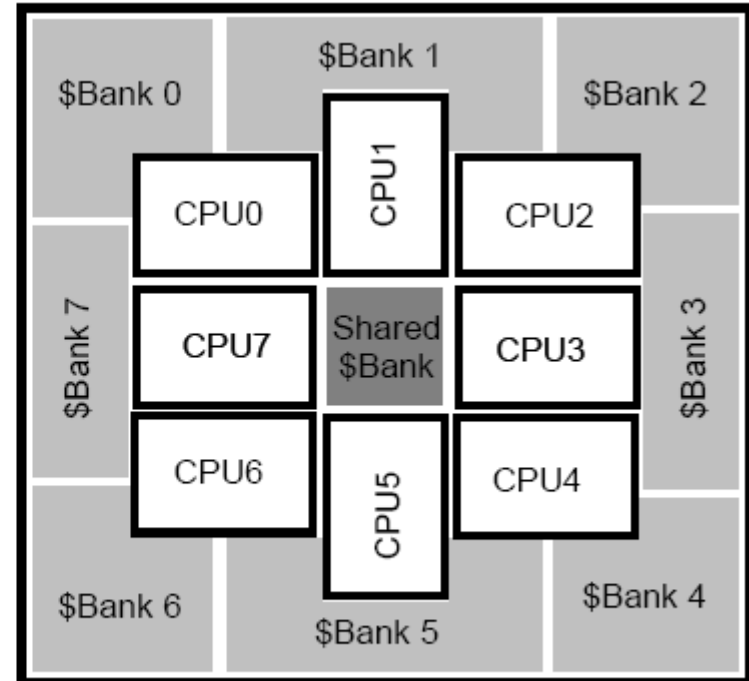 $Bank 0
$Bank 1
$Bank 2
CPU0
CPU1
CPU2
$Bank 7
CPU7
Shared
$Bank
CPU3
$Bank 3
CPU6
CPU5
CPU4
$Bank 6
$Bank 5
$Bank 4